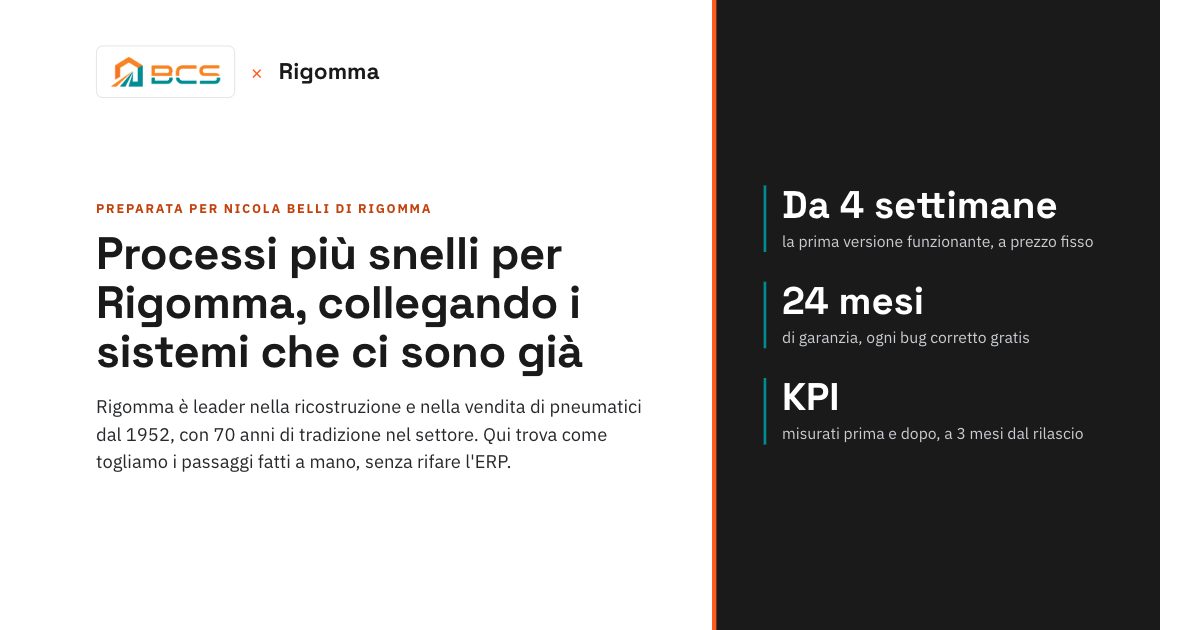 BCS × Rigomma
PREPARATA PER NICOLA BELLI DI RIGOMMA
Processi più snelli per
Rigomma, collegando i
sistemi che ci sono già
Rigomma è leader nella ricostruzione e nella vendita di pneumatici
dal 1952, con 70 anni di tradizione nel settore. Qui trova come
togliamo i passaggi fatti a mano, senza rifare l'ERP.
Da 4 settimane
la prima versione funzionante, a prezzo fisso
24 mesi
di garanzia, ogni bug corretto gratis
KPI
misurati prima e dopo, a 3 mesi dal rilascio